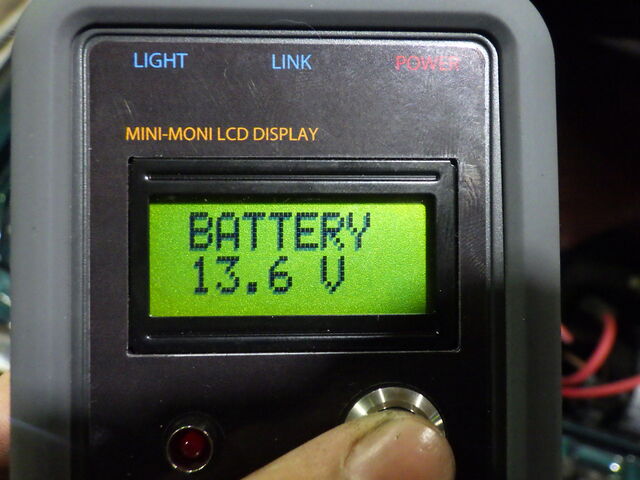 LIGHT LINK POWER
MINI-MONI LCD DISPLAY
BATTERY
13.6 V